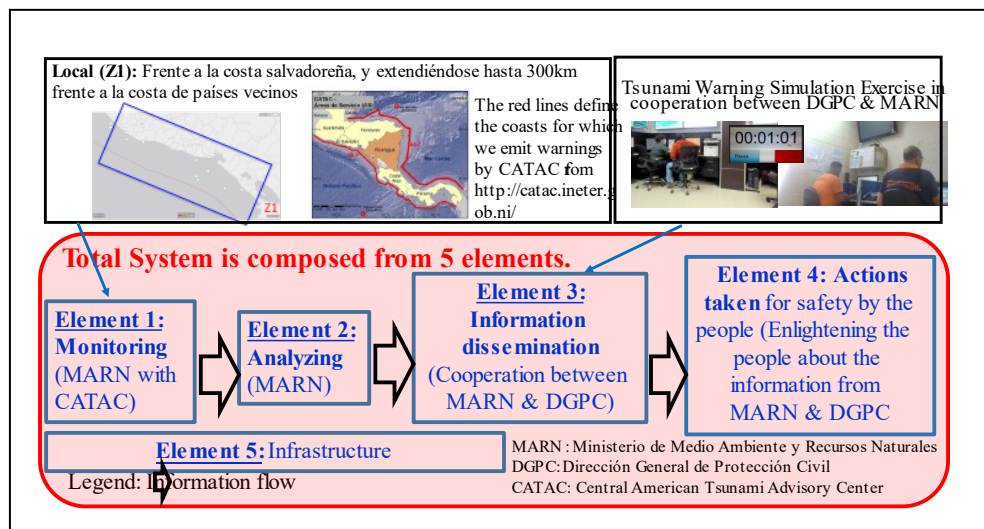 Local (Z1): Frente a la costa salvadoreña, y extendiéndose hasta 300km
frente a la costa de países vecinos
Z1
CATAC -
Nicaragua
The red lines define
the coasts for which
we emit warnings
by CATAC fom
http://catac.ineter.g
ob.ni/
Tsunami Warning Simulation Exercise in
cooperation between DGPC & MARN
00:01:01
Total System is composed from 5 elements.
Element 1:
Monitoring
(MARN with
CATAC)
Element 2:
Analyzing
(MARN)
Element 3:
Information
dissemination
(Cooperation between
MARN & DGPC)
Element 4: Actions
taken for safety by the
people (Enlightening the
people about the
information from
MARN & DGPC
Element 5: Infrastructure
MARN : Ministerio de Medio Ambiente y Recursos Naturales
DGPC: Dirección General de Protección Civil
CATAC: Central American Tsunami Advisory Center
Legend: Information flow